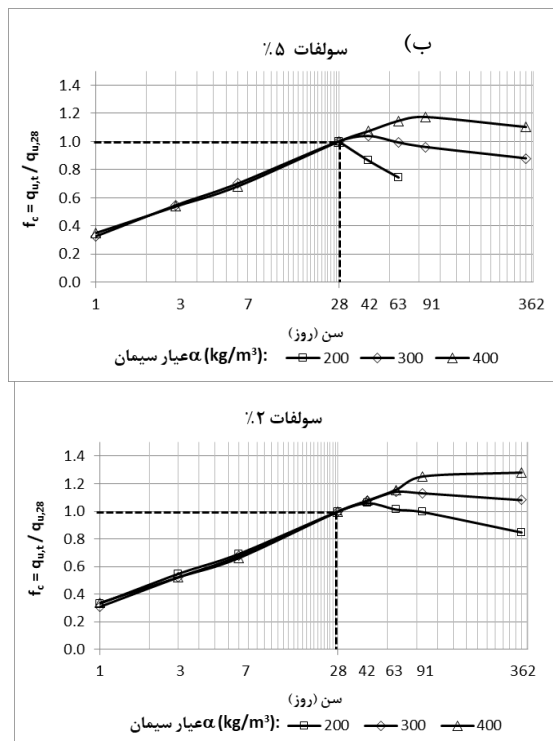 ب)
سولفات ۵٪
1.4
1.2
1.0
0.8
0.6
0.4
0.2
0.0
f_c = q_u,t / q_u,28
1 3 7 28 42 63 91 362
سن (روز)
عیار سیمان α (kg/m³): 200 300 400
سولفات ۲٪
1.4
1.2
1.0
0.8
0.6
0.4
0.2
0.0
f_c = q_u,t / q_u,28
1 3 7 28 42 63 91 362
سن (روز)
عیار سیمان α (kg/m³): 200 300 400